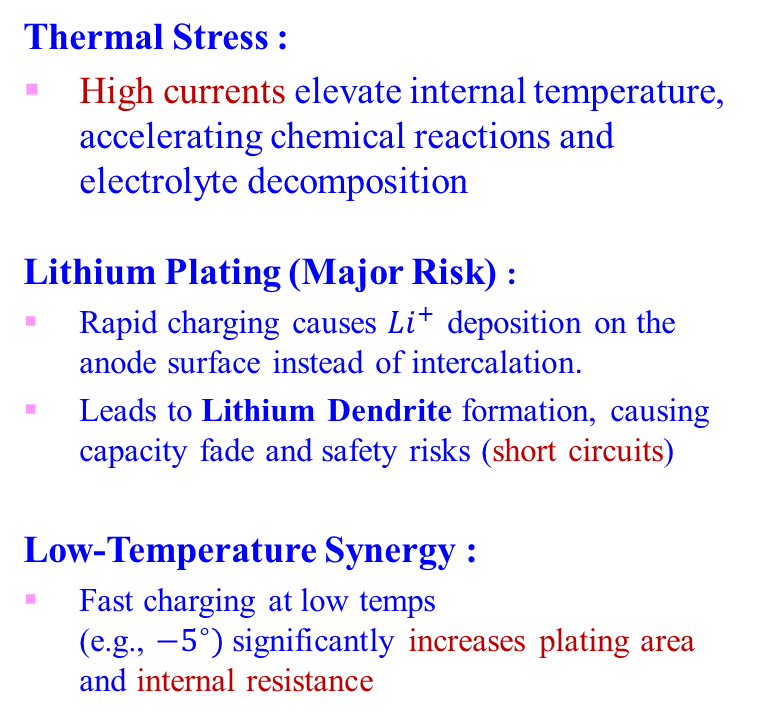 Thermal Stress :
▪ High currents elevate internal temperature,
accelerating chemical reactions and
electrolyte decomposition
Lithium Plating (Major Risk) :
▪ Rapid charging causes Li⁺ deposition on the
anode surface instead of intercalation.
▪ Leads to Lithium Dendrite formation, causing
capacity fade and safety risks (short circuits)
Low-Temperature Synergy :
▪ Fast charging at low temps
(e.g., −5°) significantly increases plating area
and internal resistance